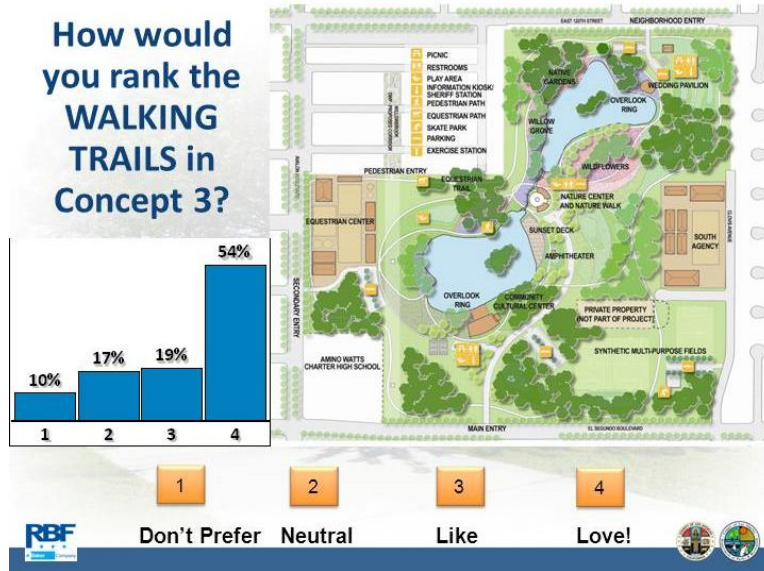 How would
you rank the
WALKING
TRAILS in
Concept 3?
54%
19%
17%
10%
1 2 3 4
EAST 120TH STREET
NEIGHBORHOOD ENTRY
PICNIC
RESTROOMS
PLAY AREA
INFORMATION KIOSK/
SHERIFF STATION
PEDESTRIAN PATH
EQUESTRIAN PATH
SKATE PARK
PARKING
EXERCISE STATION
NATIVE
GARDENS
WEDDING PAVILION
OVERLOOK
RING
WILLOW
GROVE
WILDFLOWERS
PEDESTRIAN ENTRY
EQUESTRIAN
TRAIL
NATURE CENTER
AND NATURE WALK
EQUESTRIAN CENTER
SUNSET DECK
SOUTH
AGENCY
AMPHITHEATER
OVERLOOK
RING
COMMUNITY
CULTURAL CENTER
SECONDARY ENTRY
PRIVATE PROPERTY
(NOT PART OF PROJECT)
AMINO WATTS
CHARTER HIGH SCHOOL
SYNTHETIC MULTI-PURPOSE FIELDS
MAIN ENTRY
EL SEGUNDO BOULEVARD
1 2 3 4
Don't Prefer Neutral Like Love!
RBF
Company